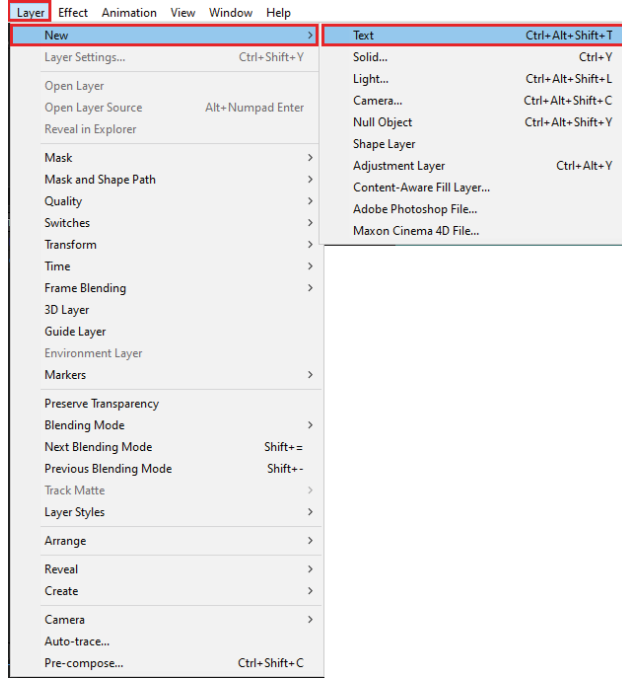 Layer Effect Animation View Window Help
New >
Layer Settings... Ctrl+Shift+Y
Open Layer
Open Layer Source Alt+Numpad Enter
Reveal in Explorer
Mask >
Mask and Shape Path >
Quality >
Switches >
Transform >
Time >
Frame Blending >
3D Layer
Guide Layer
Environment Layer
Markers >
Preserve Transparency
Blending Mode >
Next Blending Mode Shift+=
Previous Blending Mode Shift+-
Track Matte >
Layer Styles >
Arrange >
Reveal >
Create >
Camera >
Auto-trace...
Pre-compose... Ctrl+Shift+C
Text Ctrl+Alt+Shift+T
Solid... Ctrl+Y
Light... Ctrl+Alt+Shift+L
Camera... Ctrl+Alt+Shift+C
Null Object Ctrl+Alt+Shift+Y
Shape Layer
Adjustment Layer Ctrl+Alt+Y
Content-Aware Fill Layer...
Adobe Photoshop File...
Maxon Cinema 4D File...